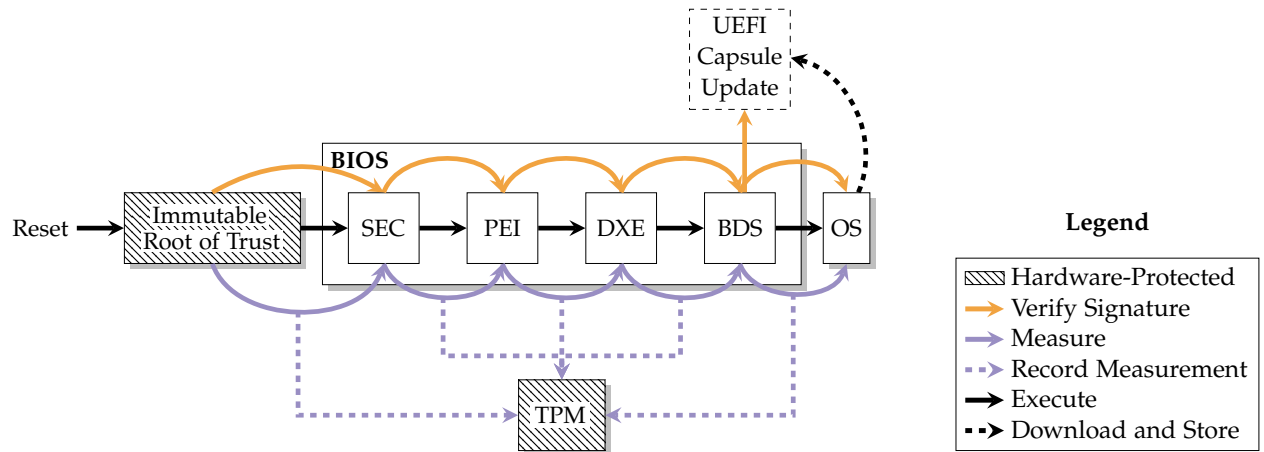 UEFI
Capsule
Update
BIOS
Reset
Immutable
Root of Trust
SEC
PEI
DXE
BDS
OS
TPM
Legend
Hardware-Protected
Verify Signature
Measure
Record Measurement
Execute
Download and Store